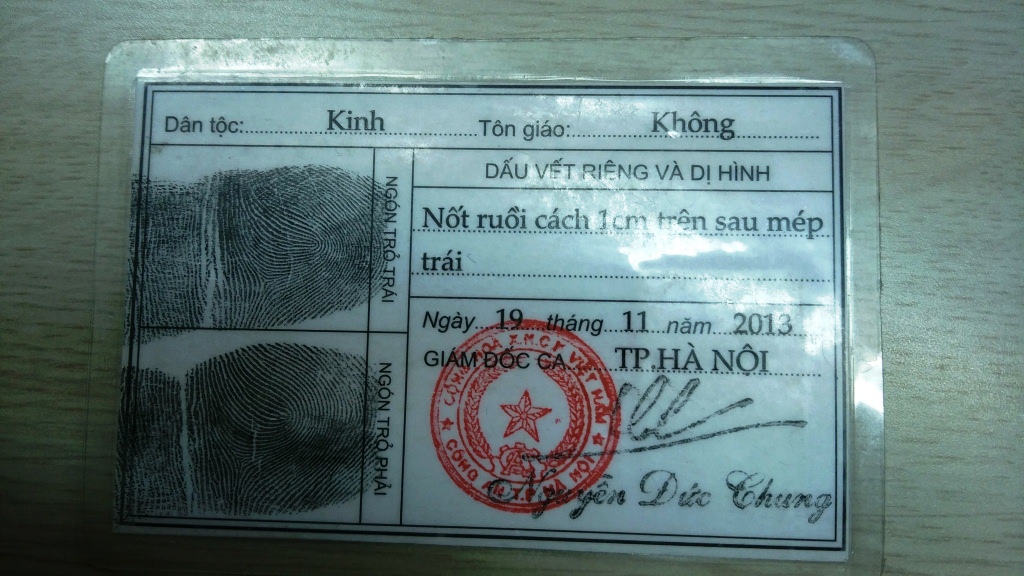 Dân tộc: Kinh Tôn giáo: Không
NGÓN TRỎ TRÁI
DẤU VẾT RIÊNG VÀ DỊ HÌNH
Nốt ruồi cách 1cm trên sau mép
trái
Ngày 19 tháng 11 năm 2013
GIÁM ĐỐC CA TP.HÀ NỘI
NGÓN TRỎ PHẢI
CỘNG HÒA X.H.C.N VIỆT NAM
CÔNG AN T.P HÀ NỘI
Nguyễn Đức Chung